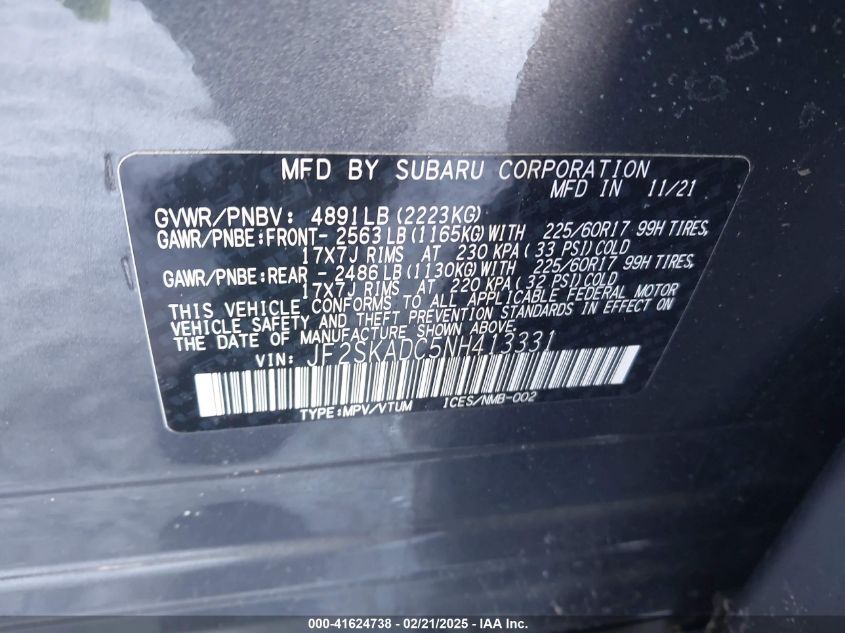 MFD BY SUBARU CORPORATION
MFD IN 11/21
GVWR/PNBV: 4891LB(2223KG)
GAWR/PNBE:FRONT- 2563LB(1165KG)WITH 225/60R17 99H TIRES,
17X7J RIMS AT 230 KPA(33 PSI)COLD
GAWR/PNBE:REAR - 2486LB(1130KG)WITH 225/60R17 99H TIRES,
17X7J RIMS AT 220 KPA(32 PSI)COLD
THIS VEHICLE CONFORMS TO ALL APPLICABLE FEDERAL MOTOR
VEHICLE SAFETY AND THEFT PREVENTION STANDARDS IN EFFECT ON
THE DATE OF MANUFACTURE SHOWN ABOVE.
VIN: JF2SKADC5NH413331
TYPE:MPV/VTUM ICES/NMB-002
000-41624738 - 02/21/2025 - IAA Inc.